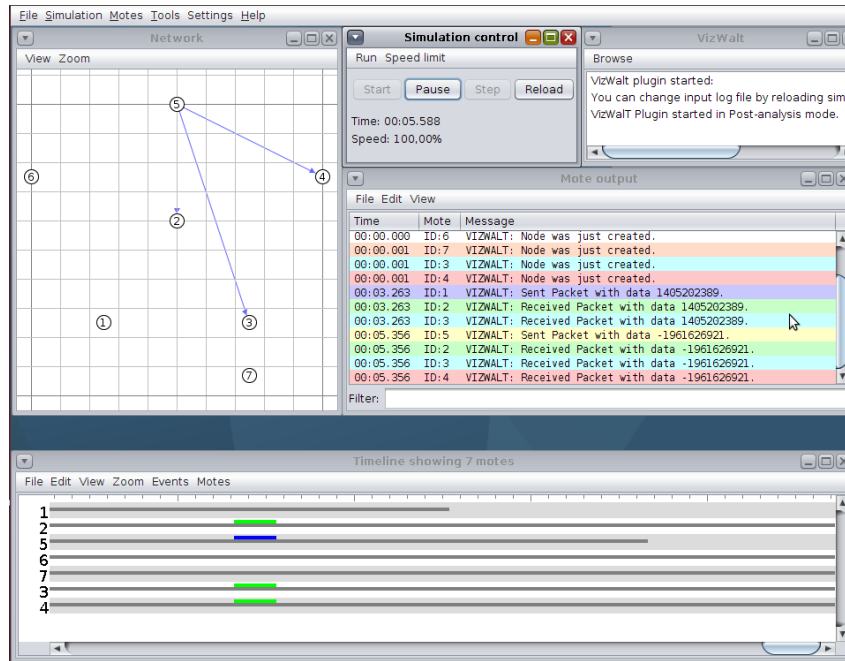 File Simulation Motes Tools Settings Help
Network
View Zoom
5
6
4
2
1
3
7
Simulation control
Run Speed limit
Start Pause Step Reload
Time: 00:05.588
Speed: 100,00%
VizWalt
Browse
VizWalt plugin started:
You can change input log file by reloading sim
VizWalT Plugin started in Post-analysis mode.
Mote output
File Edit View
Time Mote Message
00:00.000 ID:6 VIZWALT: Node was just created.
00:00.001 ID:7 VIZWALT: Node was just created.
00:00.001 ID:3 VIZWALT: Node was just created.
00:00.001 ID:4 VIZWALT: Node was just created.
00:03.263 ID:1 VIZWALT: Sent Packet with data 1405202389.
00:03.263 ID:2 VIZWALT: Received Packet with data 1405202389.
00:03.263 ID:3 VIZWALT: Received Packet with data 1405202389.
00:05.356 ID:5 VIZWALT: Sent Packet with data -1961626921.
00:05.356 ID:2 VIZWALT: Received Packet with data -1961626921.
00:05.356 ID:3 VIZWALT: Received Packet with data -1961626921.
00:05.356 ID:4 VIZWALT: Received Packet with data -1961626921.
Filter:
Timeline showing 7 motes
File Edit View Zoom Events Motes
1
2
5
6
7
3
4